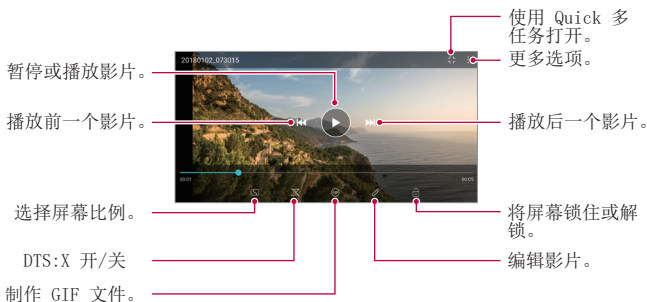 使用 Quick 多
任务打开。
更多选项。
20180102_073015
暂停或播放影片。
播放前一个影片。
播放后一个影片。
00:01
00:05
选择屏幕比例。
将屏幕锁住或解
锁。
DTS:X 开/关
编辑影片。
制作 GIF 文件。